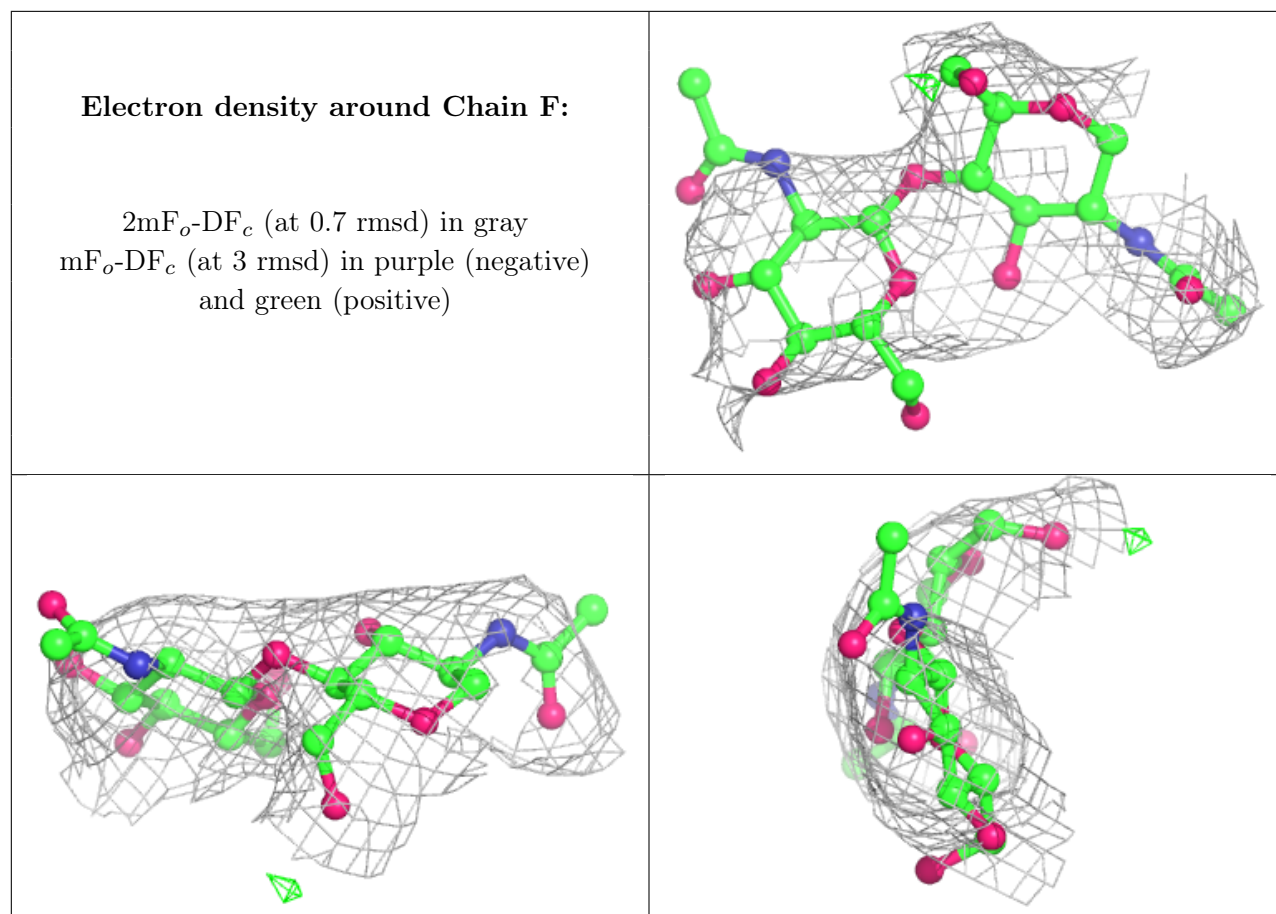 Electron density around Chain F:
2mFo-DFc (at 0.7 rmsd) in gray
mFo-DFc (at 3 rmsd) in purple (negative)
and green (positive)